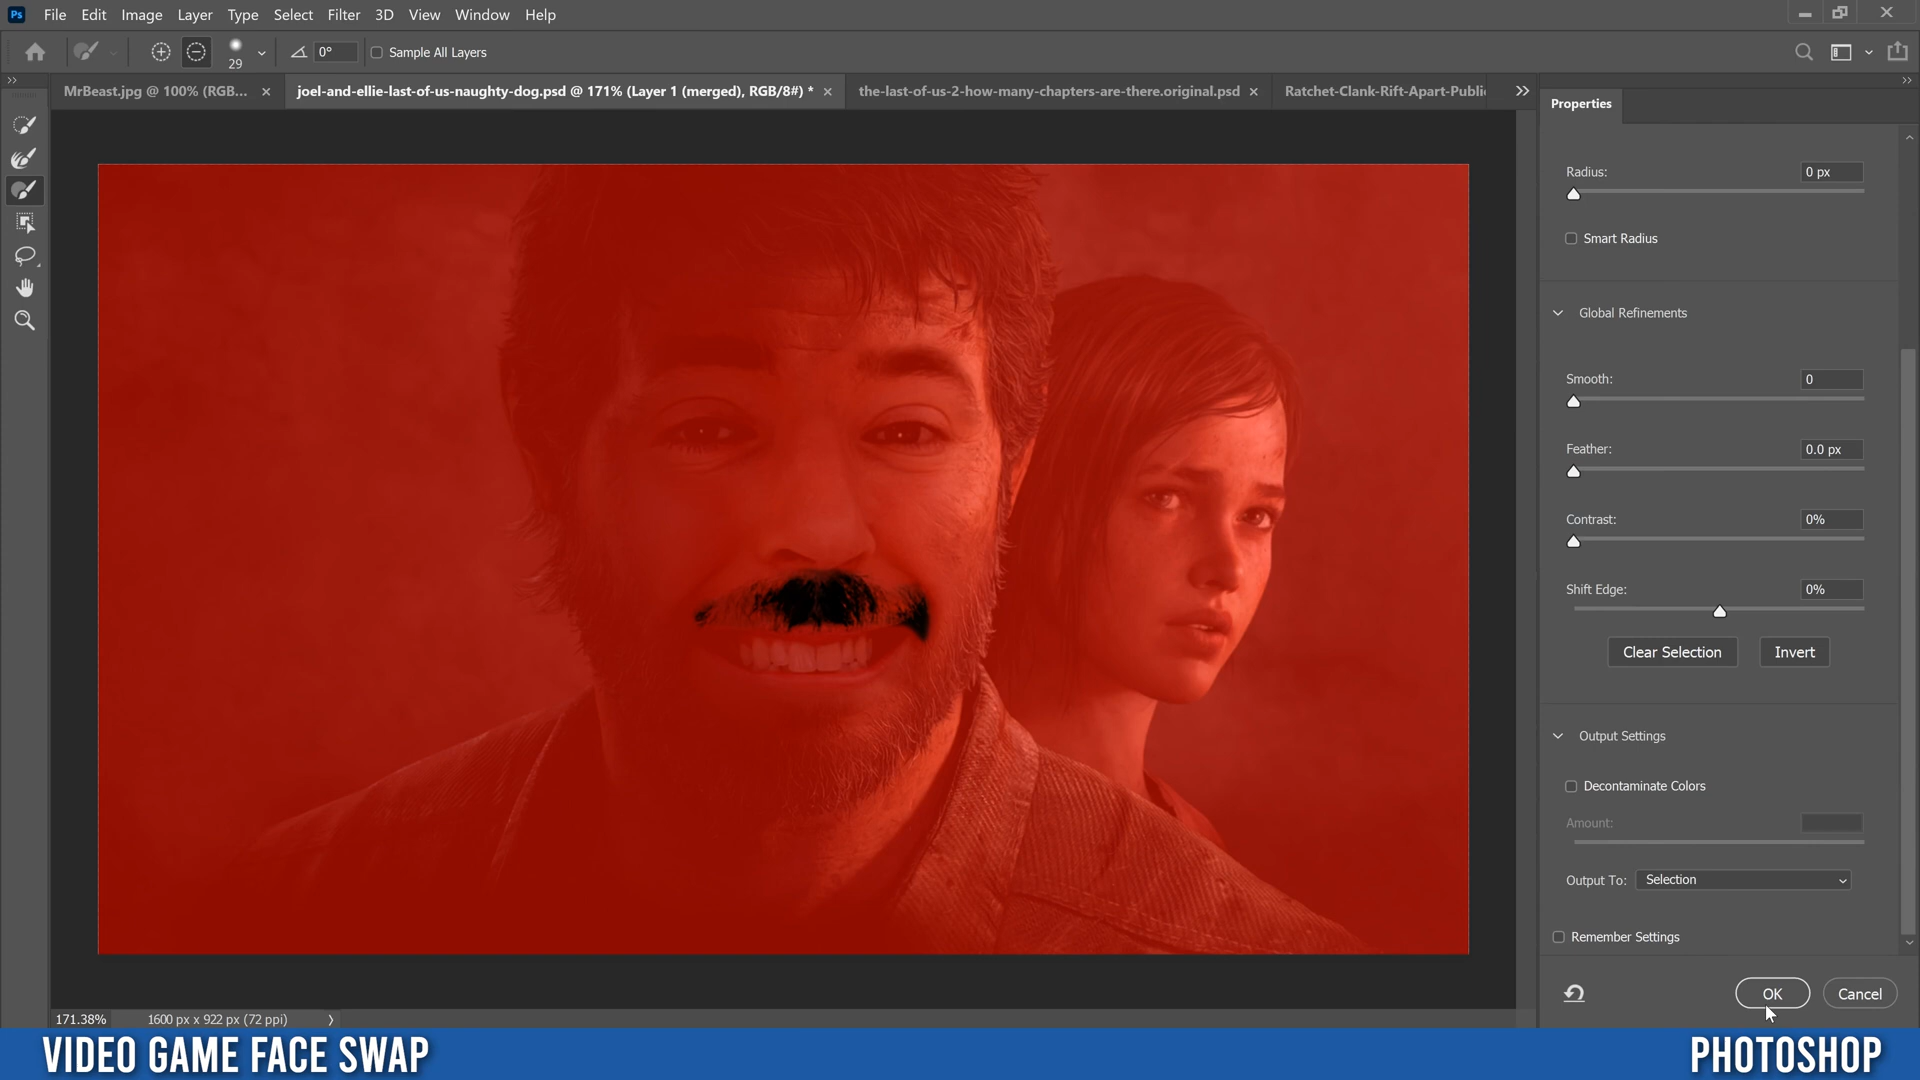 Ps File Edit Image Layer Type Select Filter 3D View Window Help
29 0° Sample All Layers
MrBeast.jpg @ 100% (RGB... × joel-and-ellie-last-of-us-naughty-dog.psd @ 171% (Layer 1 (merged), RGB/8#) * × the-last-of-us-2-how-many-chapters-are-there.original.psd × Ratchet-Clank-Rift-Apart-Publi
Properties
Radius: 0 px
Smart Radius
Global Refinements
Smooth: 0
Feather: 0.0 px
Contrast: 0%
Shift Edge: 0%
Clear Selection Invert
Output Settings
Decontaminate Colors
Amount:
Output To: Selection
Remember Settings
OK Cancel
171.38% 1600 px x 922 px (72 ppi)
VIDEO GAME FACE SWAP PHOTOSHOP